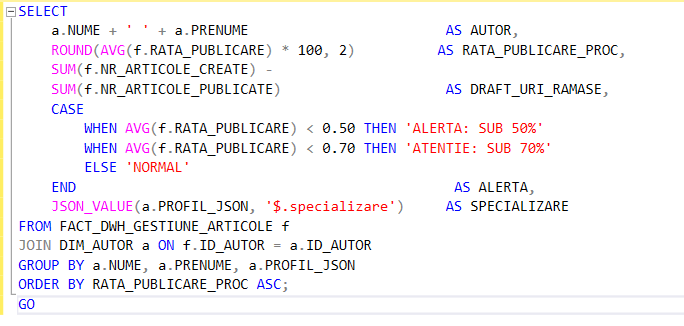 SELECT
    a.NUME + ' ' + a.PRENUME                        AS AUTOR,
    ROUND(AVG(f.RATA_PUBLICARE) * 100, 2)          AS RATA_PUBLICARE_PROC,
    SUM(f.NR_ARTICOLE_CREATE) -
    SUM(f.NR_ARTICOLE_PUBLICATE)                    AS DRAFT_URI_RAMASE,
    CASE
        WHEN AVG(f.RATA_PUBLICARE) < 0.50 THEN 'ALERTA: SUB 50%'
        WHEN AVG(f.RATA_PUBLICARE) < 0.70 THEN 'ATENTIE: SUB 70%'
        ELSE 'NORMAL'
    END                                              AS ALERTA,
    JSON_VALUE(a.PROFIL_JSON, '$.specializare')     AS SPECIALIZARE
FROM FACT_DWH_GESTIUNE_ARTICOLE f
JOIN DIM_AUTOR a ON f.ID_AUTOR = a.ID_AUTOR
GROUP BY a.NUME, a.PRENUME, a.PROFIL_JSON
ORDER BY RATA_PUBLICARE_PROC ASC;
GO